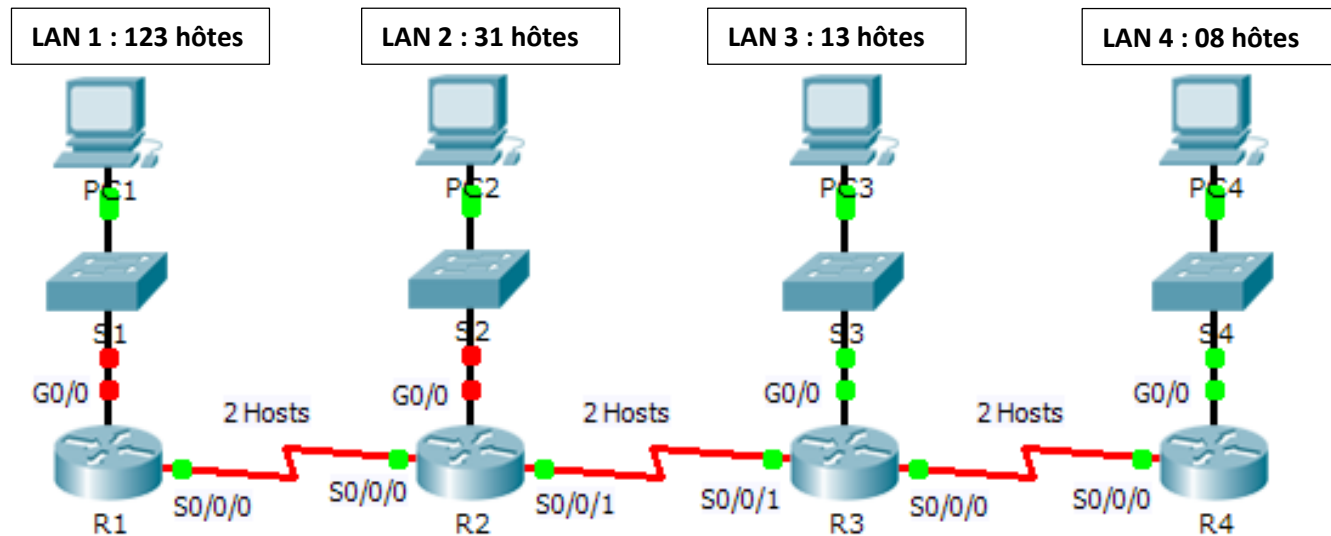 LAN 1 : 123 hôtes
LAN 2 : 31 hôtes
LAN 3 : 13 hôtes
LAN 4 : 08 hôtes
PC1
PC2
PC3
PC4
S1
S2
S3
S4
G0/0
G0/0
G0/0
G0/0
2 Hosts
2 Hosts
2 Hosts
S0/0/0
S0/0/0
S0/0/1
S0/0/1
S0/0/0
S0/0/0
R1
R2
R3
R4